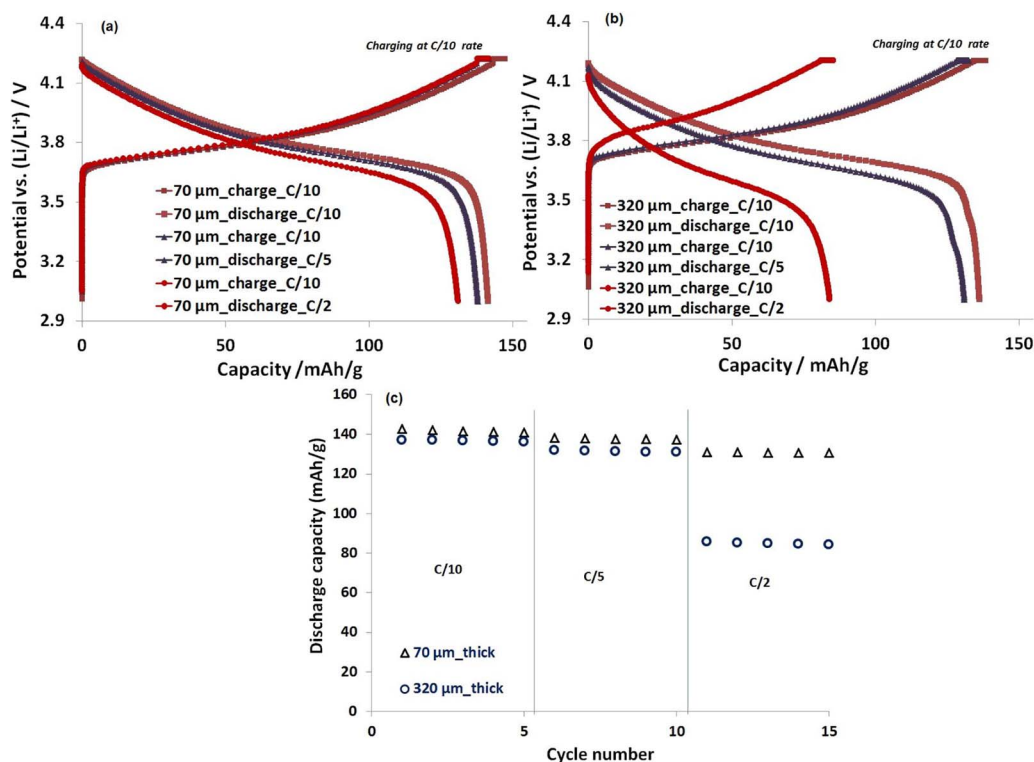 (a)
Charging at C/10 rate
Potential vs. (Li/Li⁺) / V
4.4
4.1
3.8
3.5
3.2
2.9
70 μm_charge_C/10
70 μm_discharge_C/10
70 μm_charge_C/10
70 μm_discharge_C/5
70 μm_charge_C/10
70 μm_discharge_C/2
0 50 100 150
Capacity /mAh/g
(b)
Charging at C/10 rate
Potential vs. (Li/Li⁺) / V
4.4
4.1
3.8
3.5
3.2
2.9
320 μm_charge_C/10
320 μm_discharge_C/10
320 μm_charge_C/10
320 μm_discharge_C/5
320 μm_charge_C/10
320 μm_discharge_C/2
0 50 100 150
Capacity / mAh/g
(c)
Discharge capacity (mAh/g)
160
140
120
100
80
60
40
20
0
C/10
C/5
C/2
70 μm_thick
320 μm_thick
0 5 10 15
Cycle number